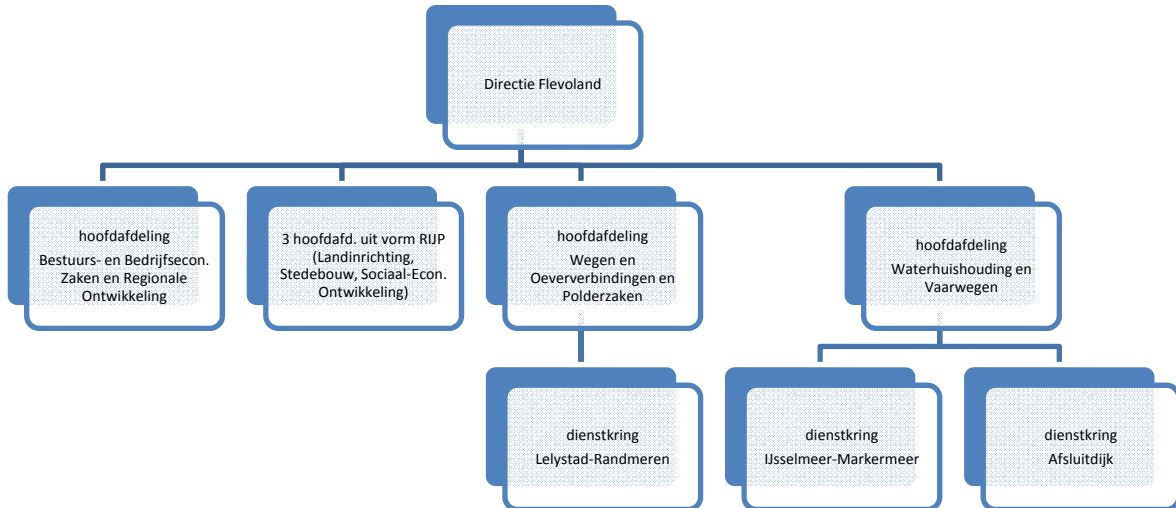 Directie Flevoland
hoofdafdeling
Bestuurs- en Bedrijfsecon.
Zaken en Regionale
Ontwikkeling
3 hoofdafd. uit vorm RIJP
(Landinrichting,
Stedebouw, Sociaal-Econ.
Ontwikkeling)
hoofdafdeling
Wegen en
Oeververbindingen en
Polderzaken
hoofdafdeling
Waterhuishouding en
Vaarwegen
dienstkring
Lelystad-Randmeren
dienstkring
IJsselmeer-Markermeer
dienstkring
Afsluitdijk